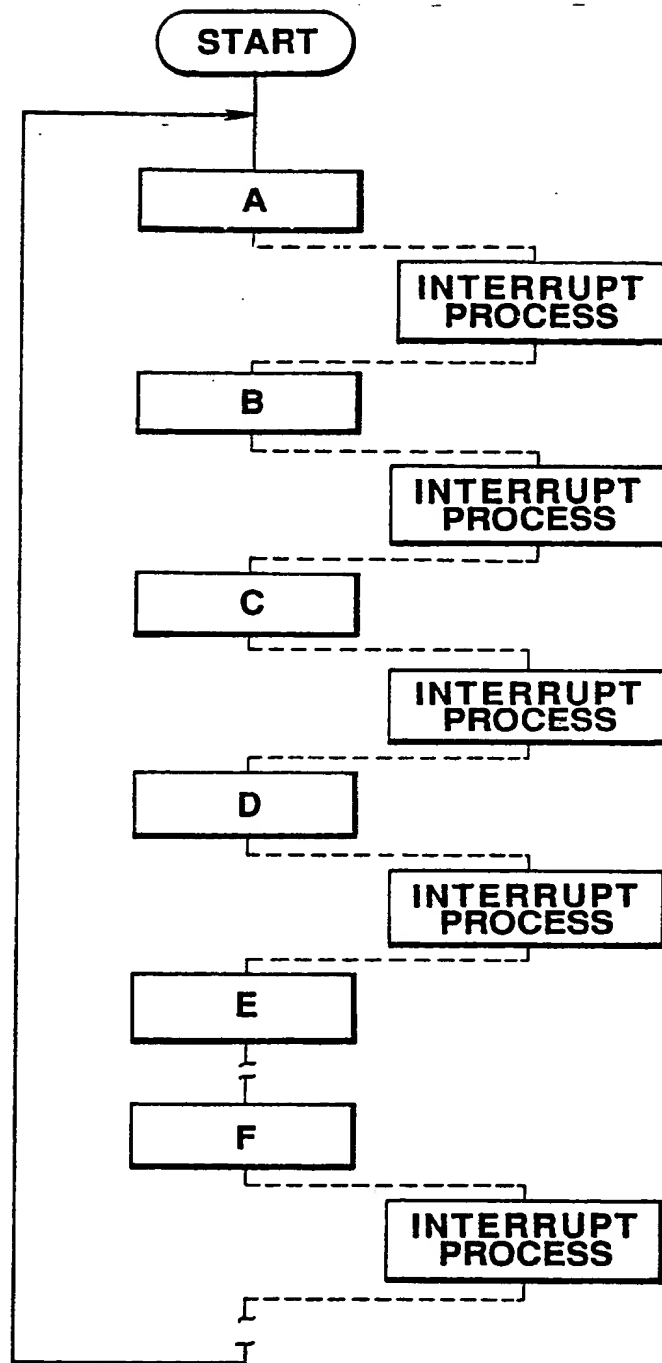 START
A
INTERRUPT
PROCESS
B
INTERRUPT
PROCESS
C
INTERRUPT
PROCESS
D
INTERRUPT
PROCESS
E
F
INTERRUPT
PROCESS